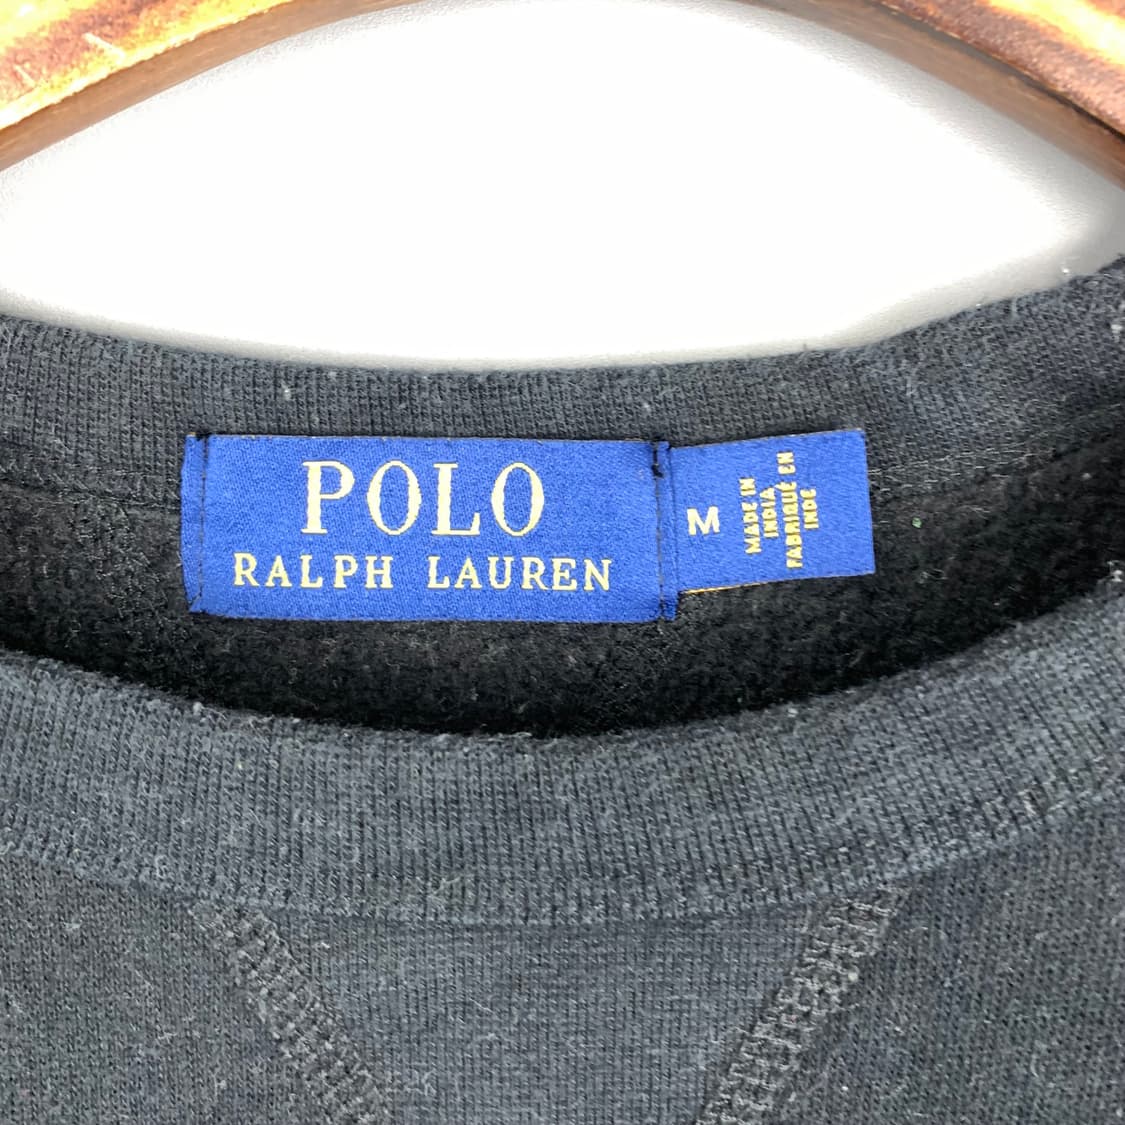 POLO
RALPH LAUREN
M
MADE IN
INDIA
FABRIQUÉ EN
INDE